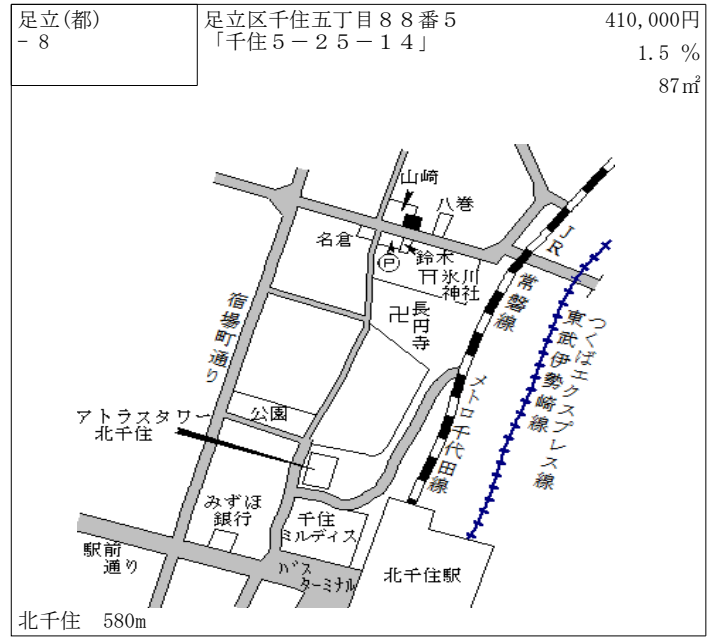 足立(都)
- 8
足立区千住五丁目８８番５
「千住５－２５－１４」
410,000円
1.5 %
87㎡
山崎
八巻
名倉
Ｐ
鈴木
氷川
神社
卍
長円寺
ＪＲ
常磐線
宿場町通り
つくばエクスプレス線
東武伊勢崎線
メトロ千代田線
アトラスタワー
北千住
公園
みずほ
銀行
千住
ミルディス
駅前
通り
バス
ターミナル
北千住駅
北千住　580m